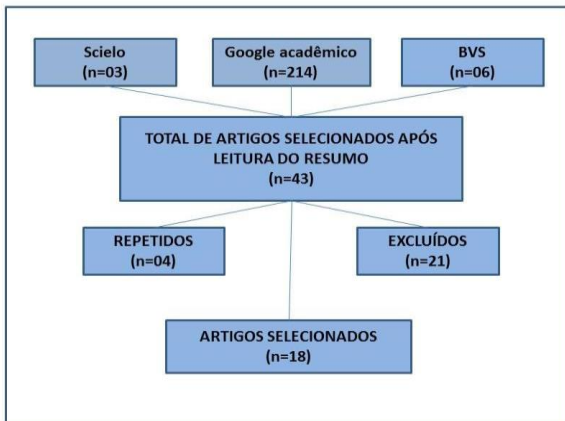 Scielo
(n=03)
Google acadêmico
(n=214)
BVS
(n=06)
TOTAL DE ARTIGOS SELECIONADOS APÓS
LEITURA DO RESUMO
(n=43)
REPETIDOS
(n=04)
EXCLUÍDOS
(n=21)
ARTIGOS SELECIONADOS
(n=18)